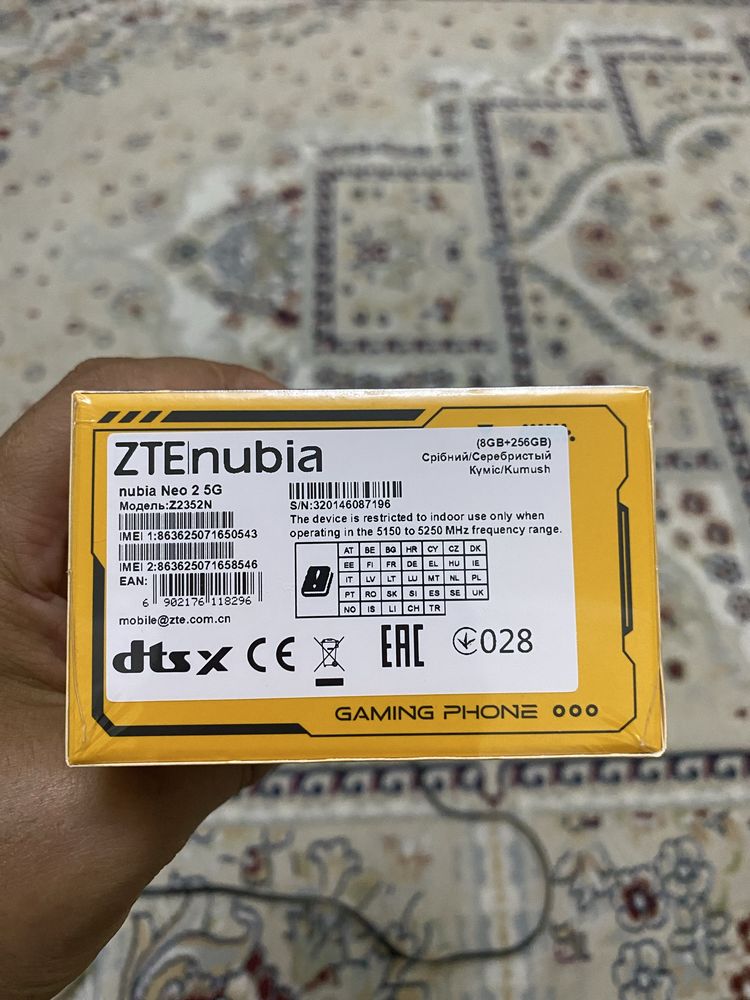 ZTE|nubia
(8GB+256GB)
Срібний/Серебристый
Күміс/Kumush
nubia Neo 2 5G
Модель:Z2352N
S/N:320146087196
The device is restricted to indoor use only when
operating in the 5150 to 5250 MHz frequency range.
IMEI 1:863625071650543
IMEI 2:863625071658546
EAN:
6 902176 118296
mobile@zte.com.cn
AT BE BG HR CY CZ DK
EE FI FR DE EL HU IE
IT LV LT LU MT NL PL
PT RO SK SI ES SE UK
NO IS LI CH TR
dts X CE EAC 028
GAMING PHONE